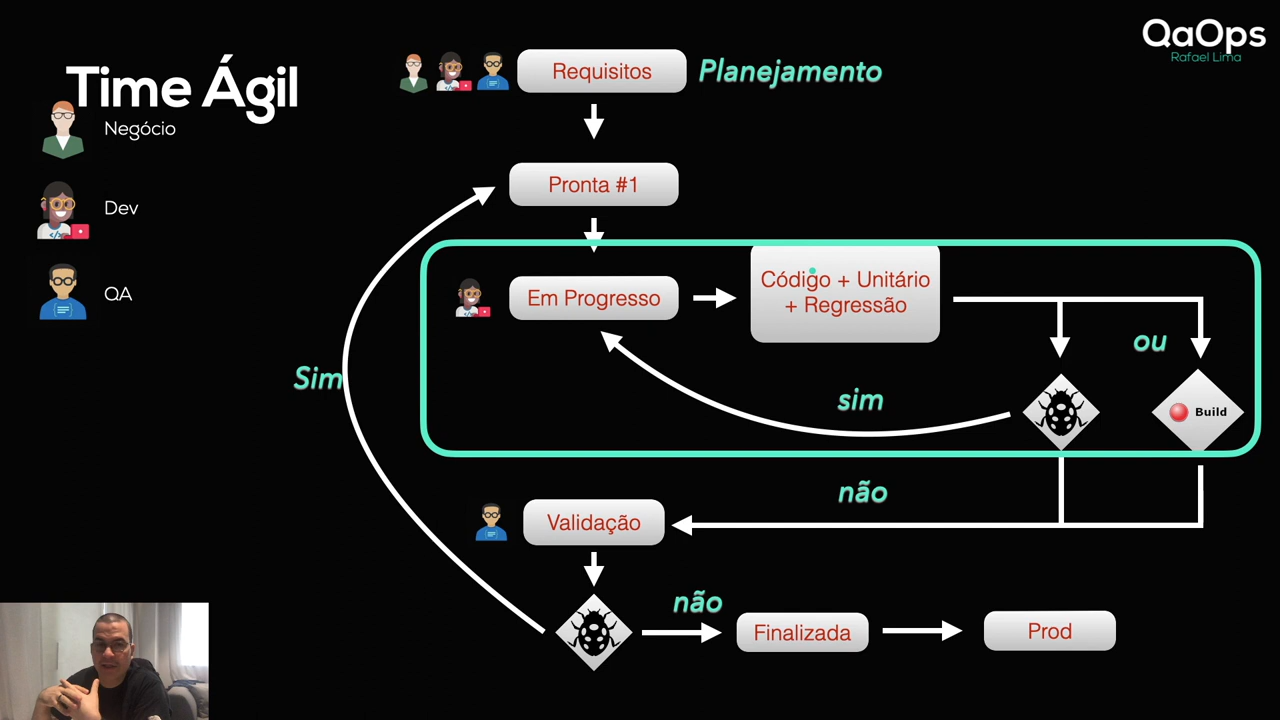 QaOps
Rafael Lima
Time Ágil
Negócio
Dev
QA
Requisitos
Planejamento
Pronta #1
Em Progresso
Código + Unitário
+ Regressão
ou
Build
sim
Sim
não
Validação
não
Finalizada
Prod